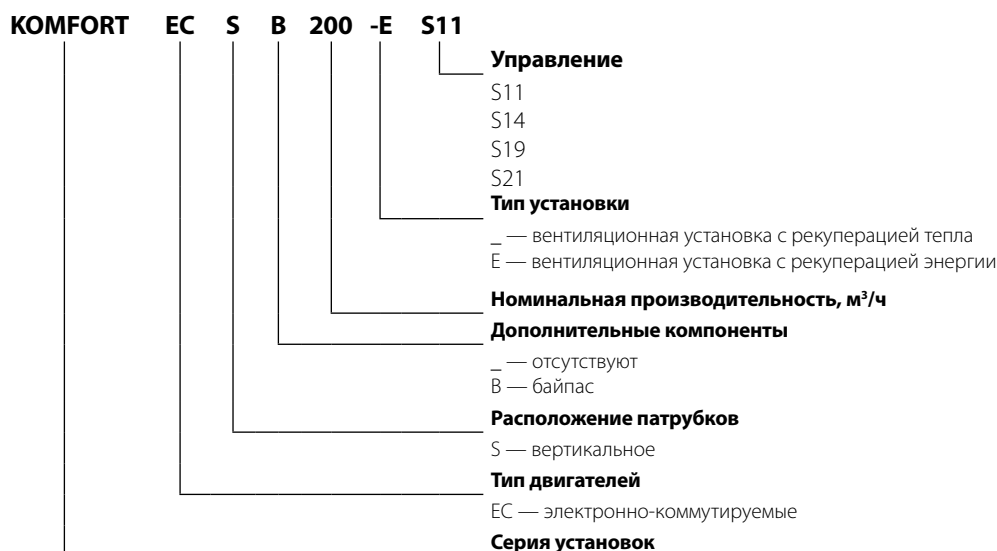 KOMFORT EC S B 200 -E S11
Управление
S11
S14
S19
S21
Тип установки
_ — вентиляционная установка с рекуперацией тепла
Е — вентиляционная установка с рекуперацией энергии
Номинальная производительность, м³/ч
Дополнительные компоненты
_ — отсутствуют
В — байпас
Расположение патрубков
S — вертикальное
Тип двигателей
ЕС — электронно-коммутируемые
Серия установок